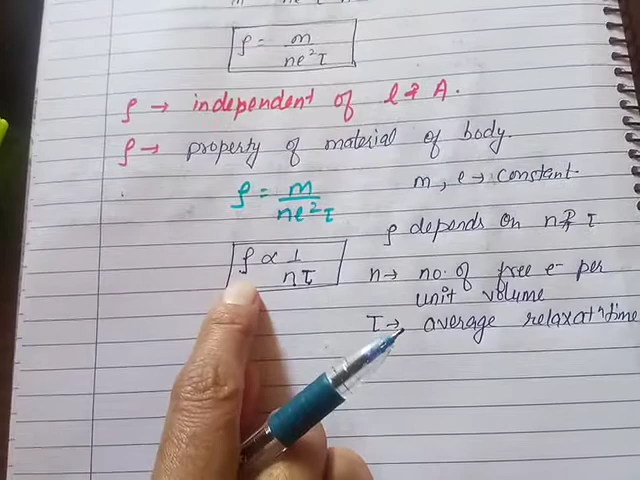 ρ = m / ne²τ
ρ → independent of l & A.
ρ → property of material of body.
ρ = m / ne²τ
m, e → constant
ρ depends on n & τ
ρ ∝ 1 / nτ
n → no. of free e⁻ per
unit volume
τ → average relaxatⁿ time